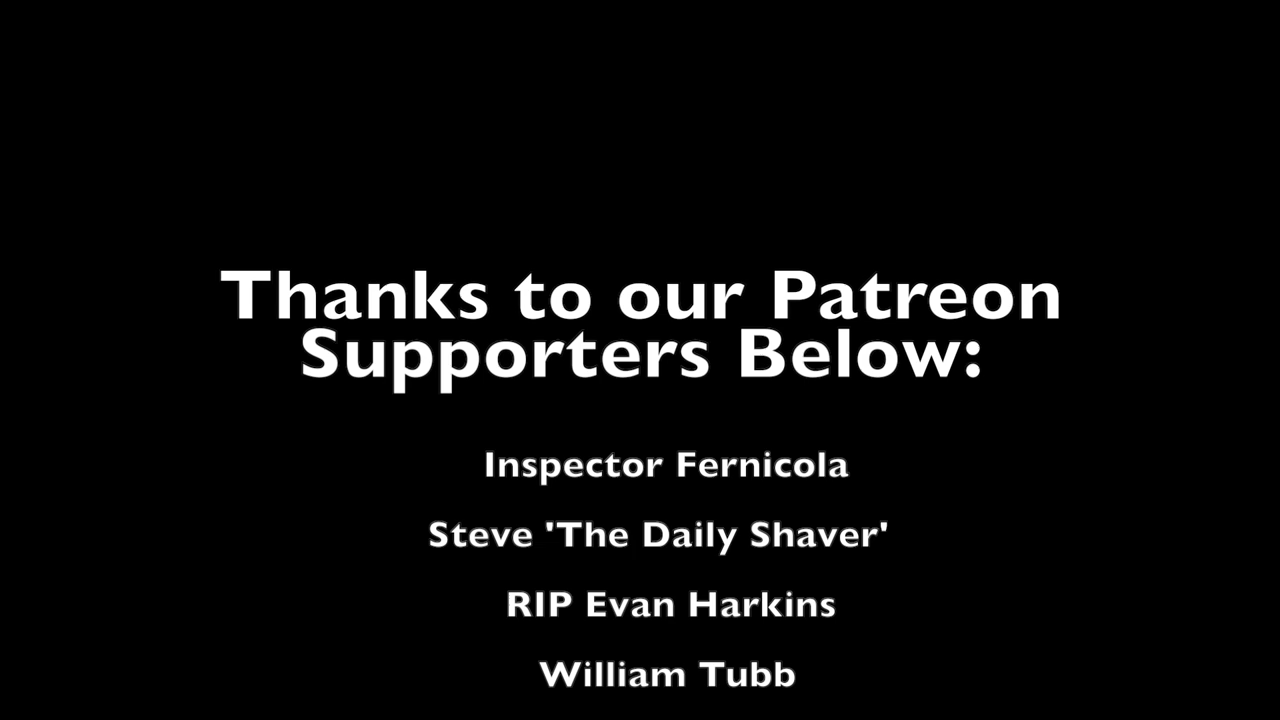 Thanks to our Patreon
Supporters Below:
Inspector Fernicola
Steve 'The Daily Shaver'
RIP Evan Harkins
William Tubb